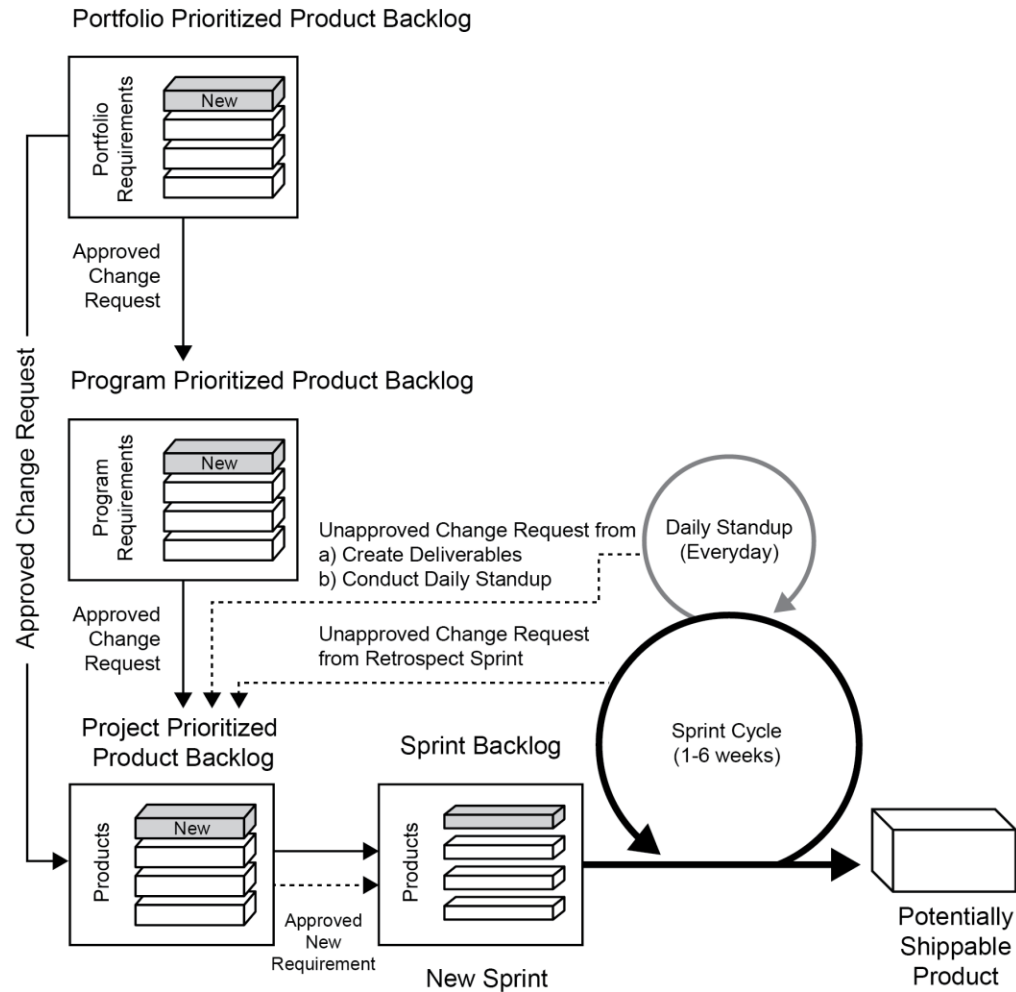 Portfolio Prioritized Product Backlog
Portfolio
Requirements
New
Approved
Change
Request
Approved Change Request
Program Prioritized Product Backlog
Program
Requirements
New
Approved
Change
Request
Unapproved Change Request from
a) Create Deliverables
b) Conduct Daily Standup
Daily Standup
(Everyday)
Unapproved Change Request
from Retrospect Sprint
Project Prioritized
Product Backlog
Products
New
Approved
New
Requirement
Sprint Backlog
Products
New Sprint
Sprint Cycle
(1-6 weeks)
Potentially
Shippable
Product